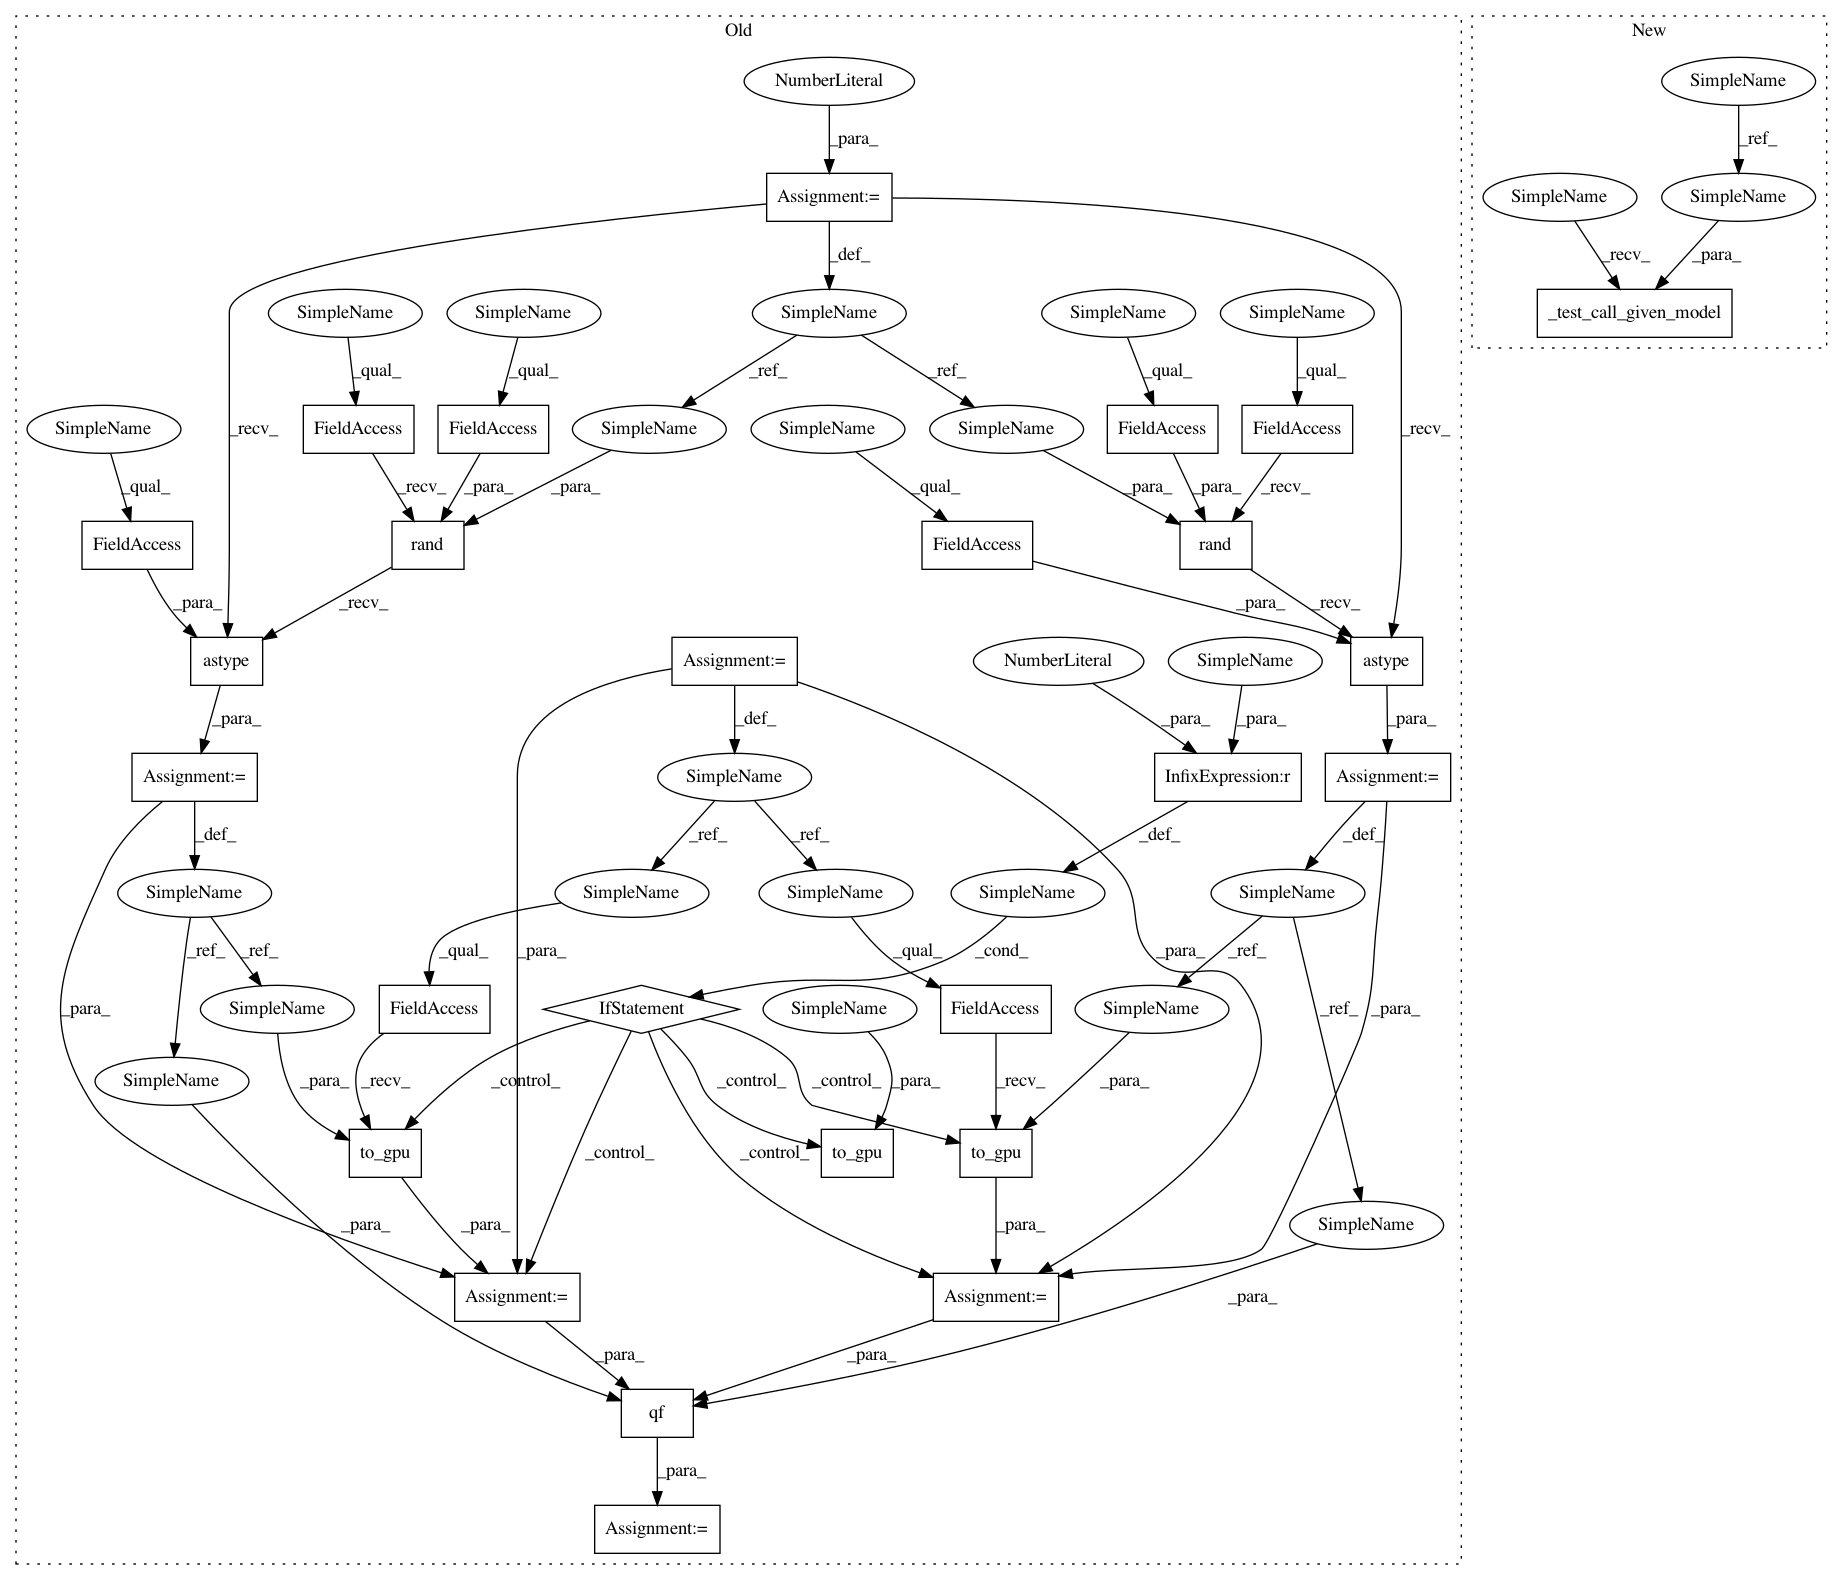 Old
New
NumberLiteral
SimpleName
_para_
_ref_
Assignment:=
SimpleName
SimpleName
_def_
_recv_
_para_
SimpleName
SimpleName
SimpleName
SimpleName
SimpleName
_test_call_given_model
_qual_
_qual_
_ref_
_ref_
_qual_
_qual_
SimpleName
_recv_
FieldAccess
FieldAccess
SimpleName
SimpleName
SimpleName
FieldAccess
FieldAccess
_recv_
_qual_
_recv_
_para_
_para_
_qual_
_para_
_para_
_recv_
FieldAccess
rand
FieldAccess
rand
_para_
_recv_
_para_
_recv_
astype
Assignment:=
NumberLiteral
SimpleName
astype
_para_
_def_
_para_
_para_
_para_
Assignment:=
SimpleName
InfixExpression:r
Assignment:=
_def_
_ref_
_ref_
_def_
_def_
SimpleName
SimpleName
SimpleName
SimpleName
SimpleName
_ref_
_ref_
_qual_
_para_
_qual_
_cond_
_para_
_ref_
_para_
SimpleName
FieldAccess
IfStatement
SimpleName
FieldAccess
SimpleName
_ref_
_para_
SimpleName
_para_
_recv_
_control_
_control_
_control_
_para_
_recv_
_para_
to_gpu
_control_
_control_
to_gpu
to_gpu
_para_
_para_
_para_
SimpleName
Assignment:=
Assignment:=
_para_
_para_
_para_
qf
_para_
Assignment:=